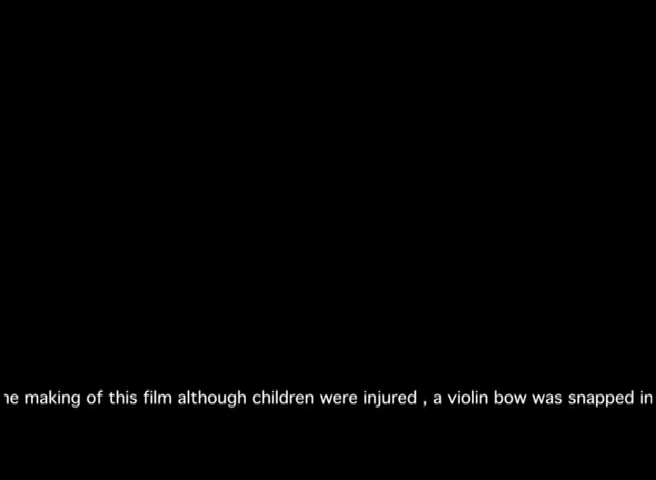 making of this film although children were injured , a violin bow was snapped in